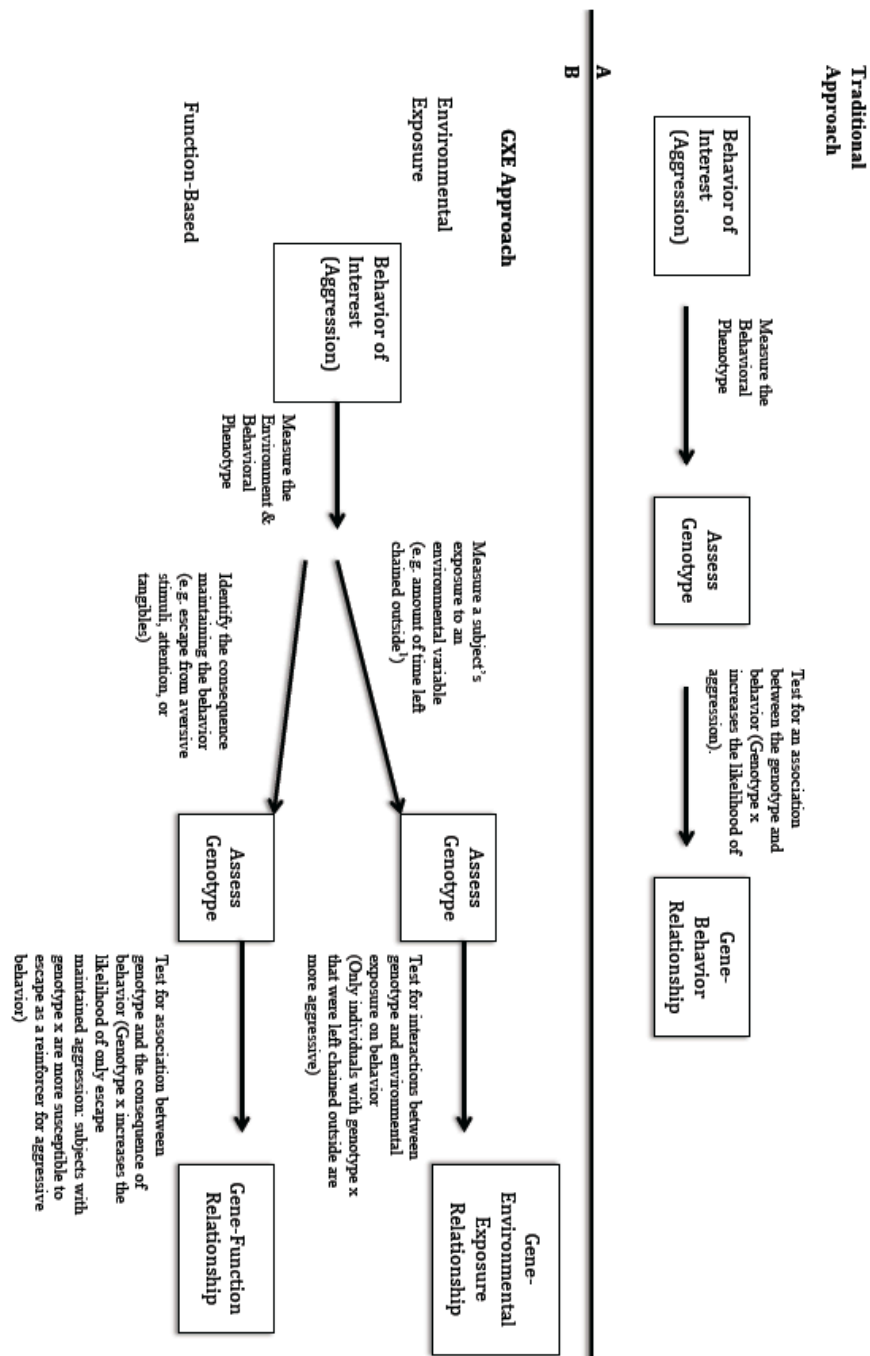 Traditional
Approach
A
Behavior of
Interest
(Aggression)
Measure the
Behavioral
Phenotype
Assess
Genotype
Test for an association
between the genotype and
behavior (Genotype x
increases the likelihood of
aggression).
Gene-
Behavior
Relationship
B
GXE Approach
Environmental
Exposure
Function-Based
Behavior of
Interest
(Aggression)
Measure the
Environment &
Behavioral
Phenotype
Measure a subject's
exposure to an
environmental variable
(e.g. amount of time left
chained outside¹)
Assess
Genotype
Test for interactions between
genotype and environmental
exposure on behavior
(Only individuals with genotype x
that were left chained outside are
more aggressive)
Gene-
Environmental
Exposure
Relationship
Identify the consequence
maintaining the behavior
(e.g. escape from aversive
stimuli, attention, or
tangibles)
Assess
Genotype
Test for association between
genotype and the consequence of
behavior (Genotype x increases the
likelihood of only escape
maintained aggression: subjects with
genotype x are more susceptible to
escape as a reinforcer for aggressive
behavior)
Gene-Function
Relationship